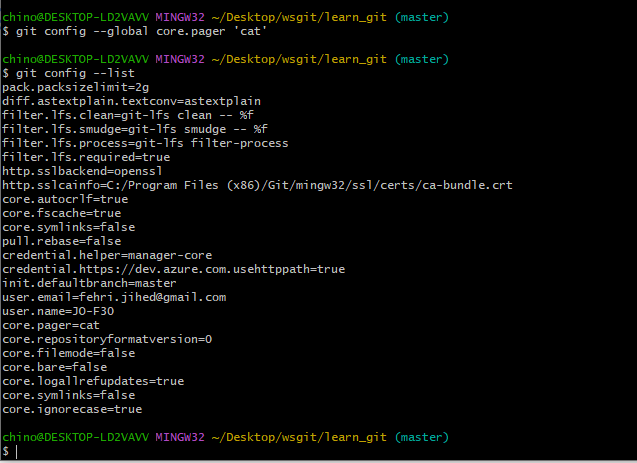 chino@DESKTOP-LD2VAVV MINGW32 ~/Desktop/wsgit/learn_git (master)
$ git config --global core.pager 'cat'
chino@DESKTOP-LD2VAVV MINGW32 ~/Desktop/wsgit/learn_git (master)
$ git config --list
pack.packsizelimit=2g
diff.astextplain.textconv=astextplain
filter.lfs.clean=git-lfs clean -- %f
filter.lfs.smudge=git-lfs smudge -- %f
filter.lfs.process=git-lfs filter-process
filter.lfs.required=true
http.sslbackend=openssl
http.sslcainfo=C:/Program Files (x86)/Git/mingw32/ssl/certs/ca-bundle.crt
core.autocrlf=true
core.fscache=true
core.symlinks=false
pull.rebase=false
credential.helper=manager-core
credential.https://dev.azure.com.usehttppath=true
init.defaultbranch=master
user.email=fehri.jihed@gmail.com
user.name=JO-F30
core.pager=cat
core.repositoryformatversion=0
core.filemode=false
core.bare=false
core.logallrefupdates=true
core.symlinks=false
core.ignorecase=true
chino@DESKTOP-LD2VAVV MINGW32 ~/Desktop/wsgit/learn_git (master)
$